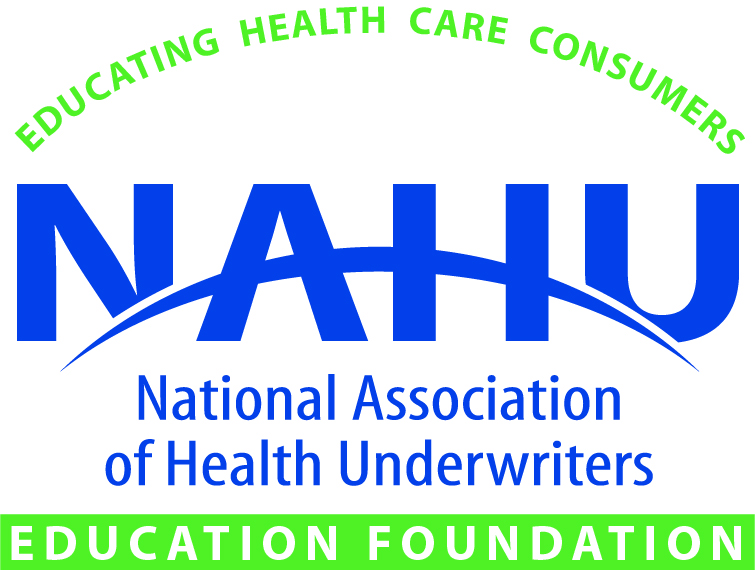 EDUCATING HEALTH CARE CONSUMERS
NAHU
National Association
of Health Underwriters
EDUCATION FOUNDATION